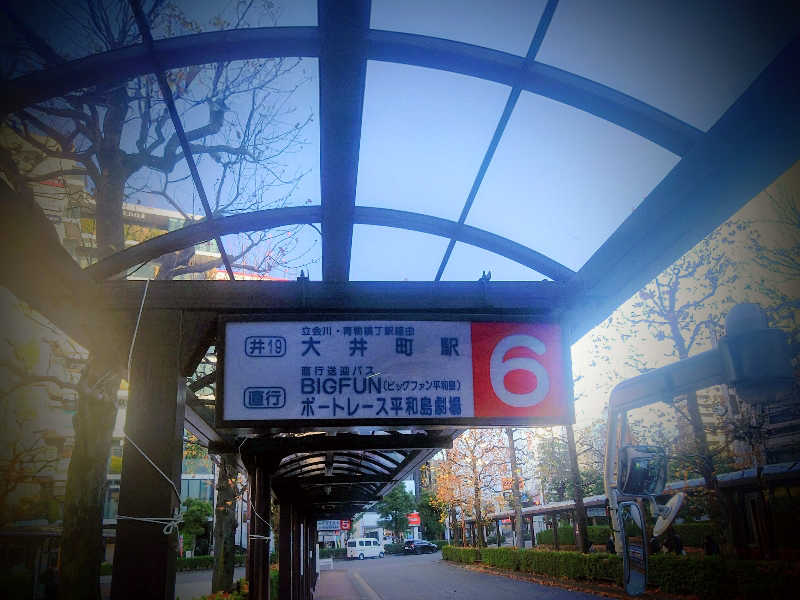 立会川・青物横丁駅経由
井19 大井町駅
直行送迎バス
直行 BIGFUN(ビッグファン平和島)
ボートレース平和島劇場
6
5